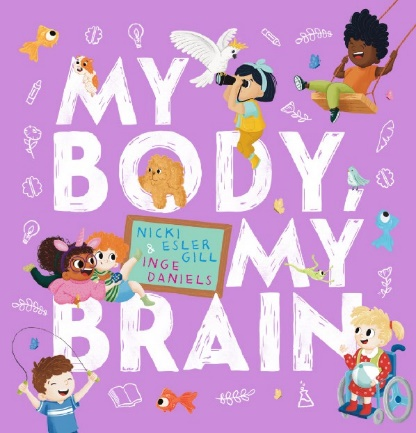 MY
BODY,
NICKI
& ESLER
GILL
INGE
DANIELS
MY
BRAIN